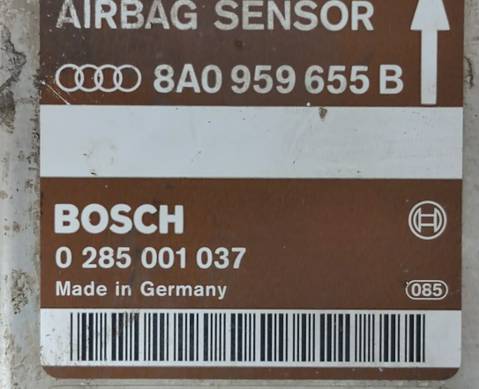 AIRBAG SENSOR
8A0 959 655 B
BOSCH
0 285 001 037
Made in Germany 085